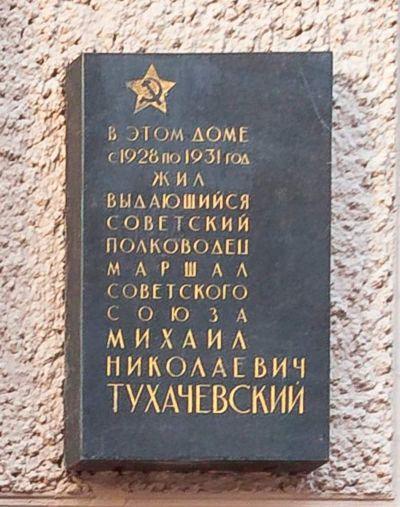 В ЭТОМ ДОМЕ
С 1928 ПО 1931 ГОД
ЖИЛ
ВЫДАЮЩИЙСЯ
СОВЕТСКИЙ
ПОЛКОВОДЕЦ
МАРШАЛ
СОВЕТСКОГО
СОЮЗА
МИХАИЛ
НИКОЛАЕВИЧ
ТУХАЧЕВСКИЙ